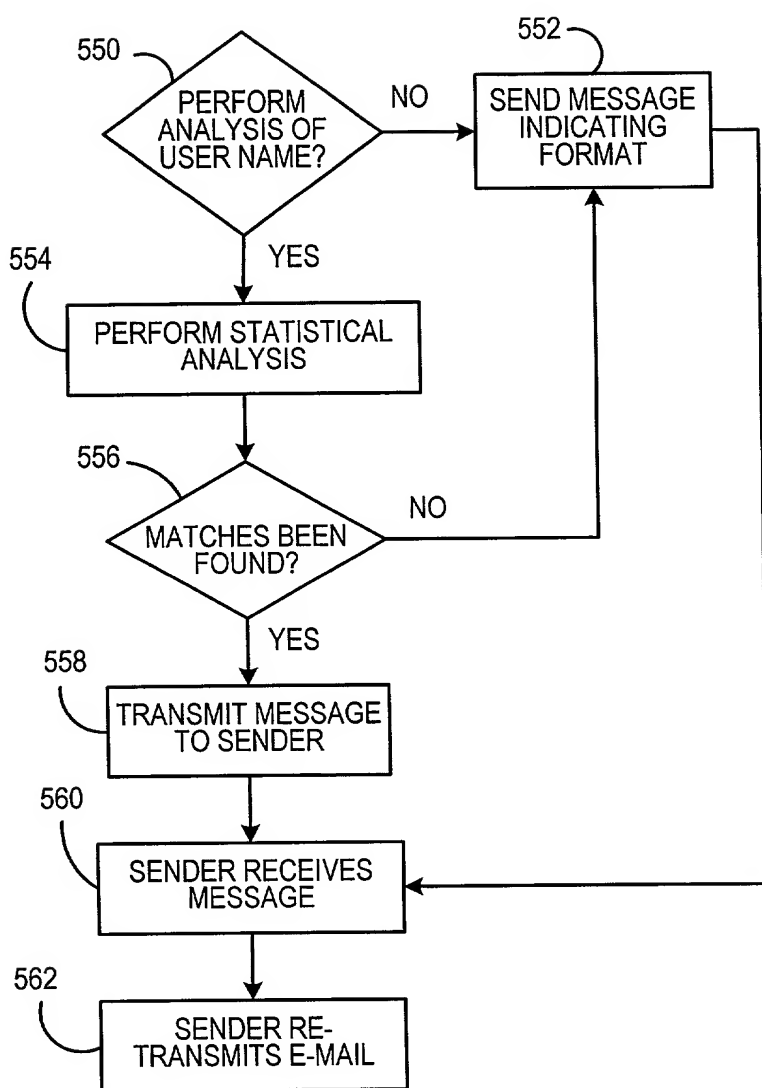 550
PERFORM
ANALYSIS OF
USER NAME?
NO
552
SEND MESSAGE
INDICATING
FORMAT
YES
554
PERFORM STATISTICAL
ANALYSIS
556
MATCHES BEEN
FOUND?
NO
YES
558
TRANSMIT MESSAGE
TO SENDER
560
SENDER RECEIVES
MESSAGE
562
SENDER RE-
TRANSMITS E-MAIL